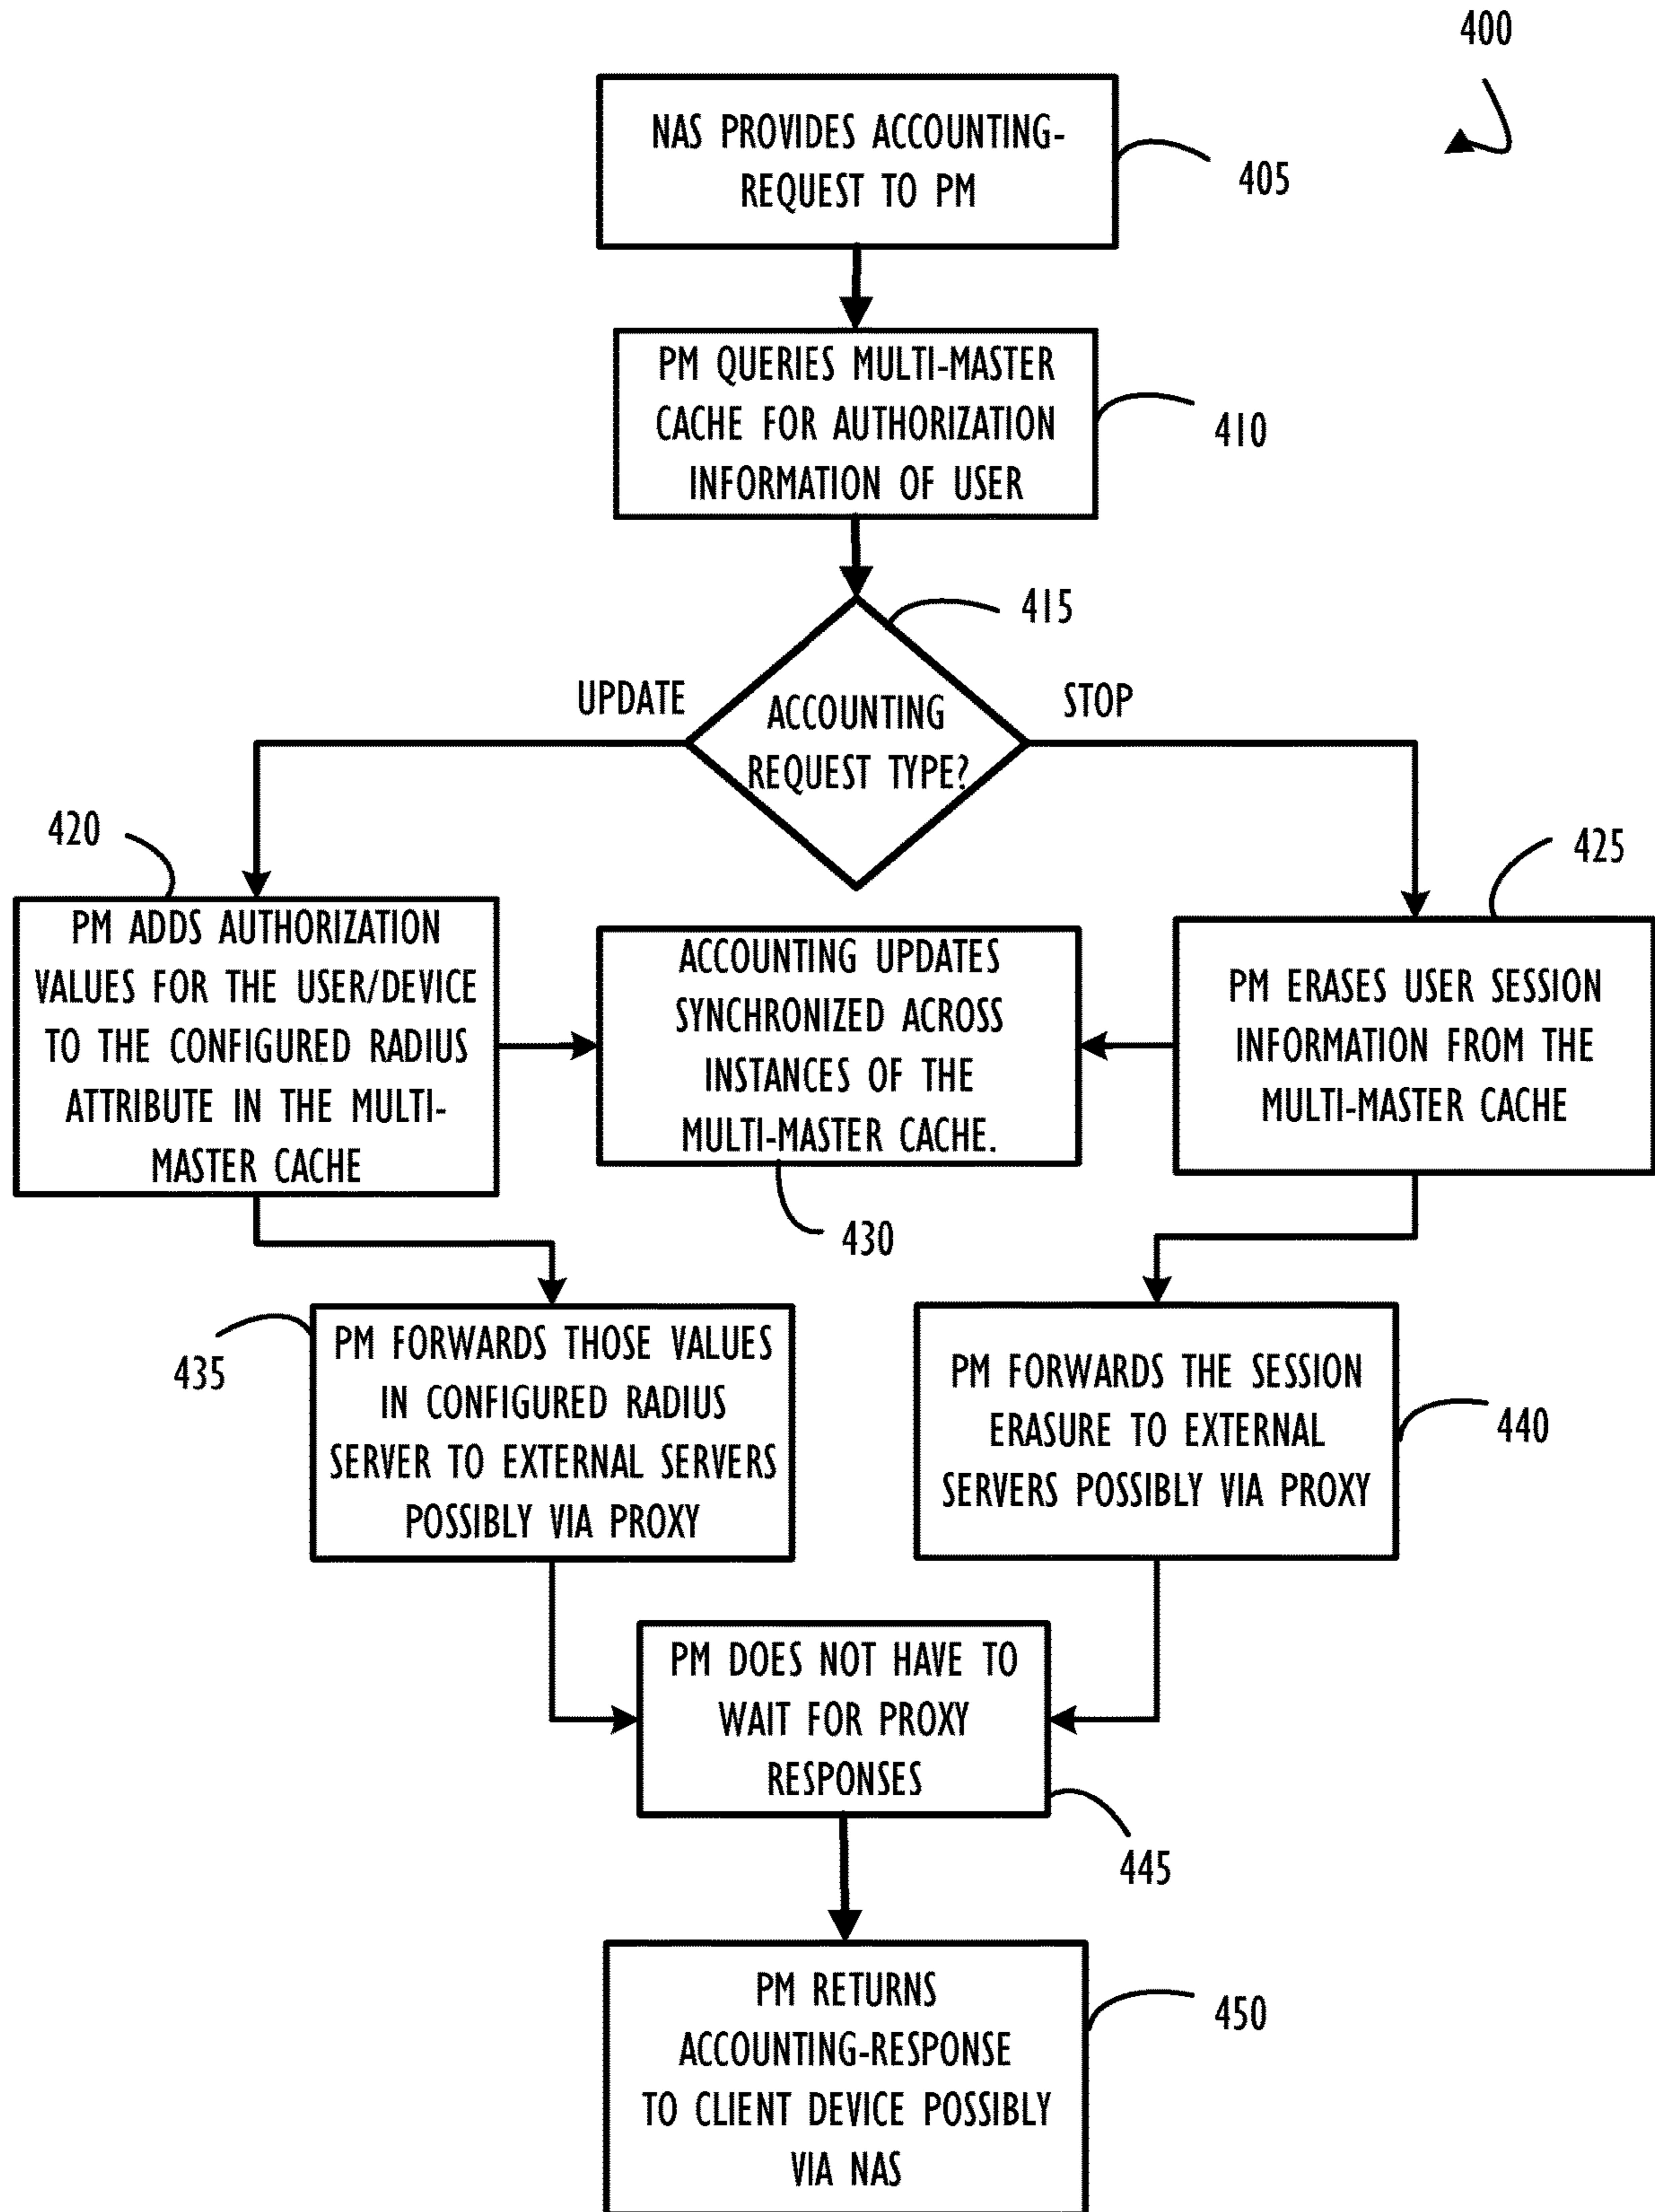 400
NAS PROVIDES ACCOUNTING-
REQUEST TO PM
405
PM QUERIES MULTI-MASTER
CACHE FOR AUTHORIZATION
INFORMATION OF USER
410
415
UPDATE
STOP
ACCOUNTING
REQUEST TYPE?
420
425
PM ADDS AUTHORIZATION
VALUES FOR THE USER/DEVICE
TO THE CONFIGURED RADIUS
ATTRIBUTE IN THE MULTI-
MASTER CACHE
ACCOUNTING UPDATES
SYNCHRONIZED ACROSS
INSTANCES OF THE
MULTI-MASTER CACHE.
PM ERASES USER SESSION
INFORMATION FROM THE
MULTI-MASTER CACHE
430
435
PM FORWARDS THOSE VALUES
IN CONFIGURED RADIUS
SERVER TO EXTERNAL SERVERS
POSSIBLY VIA PROXY
PM FORWARDS THE SESSION
ERASURE TO EXTERNAL
SERVERS POSSIBLY VIA PROXY
440
PM DOES NOT HAVE TO
WAIT FOR PROXY
RESPONSES
445
PM RETURNS
ACCOUNTING-RESPONSE
TO CLIENT DEVICE POSSIBLY
VIA NAS
450